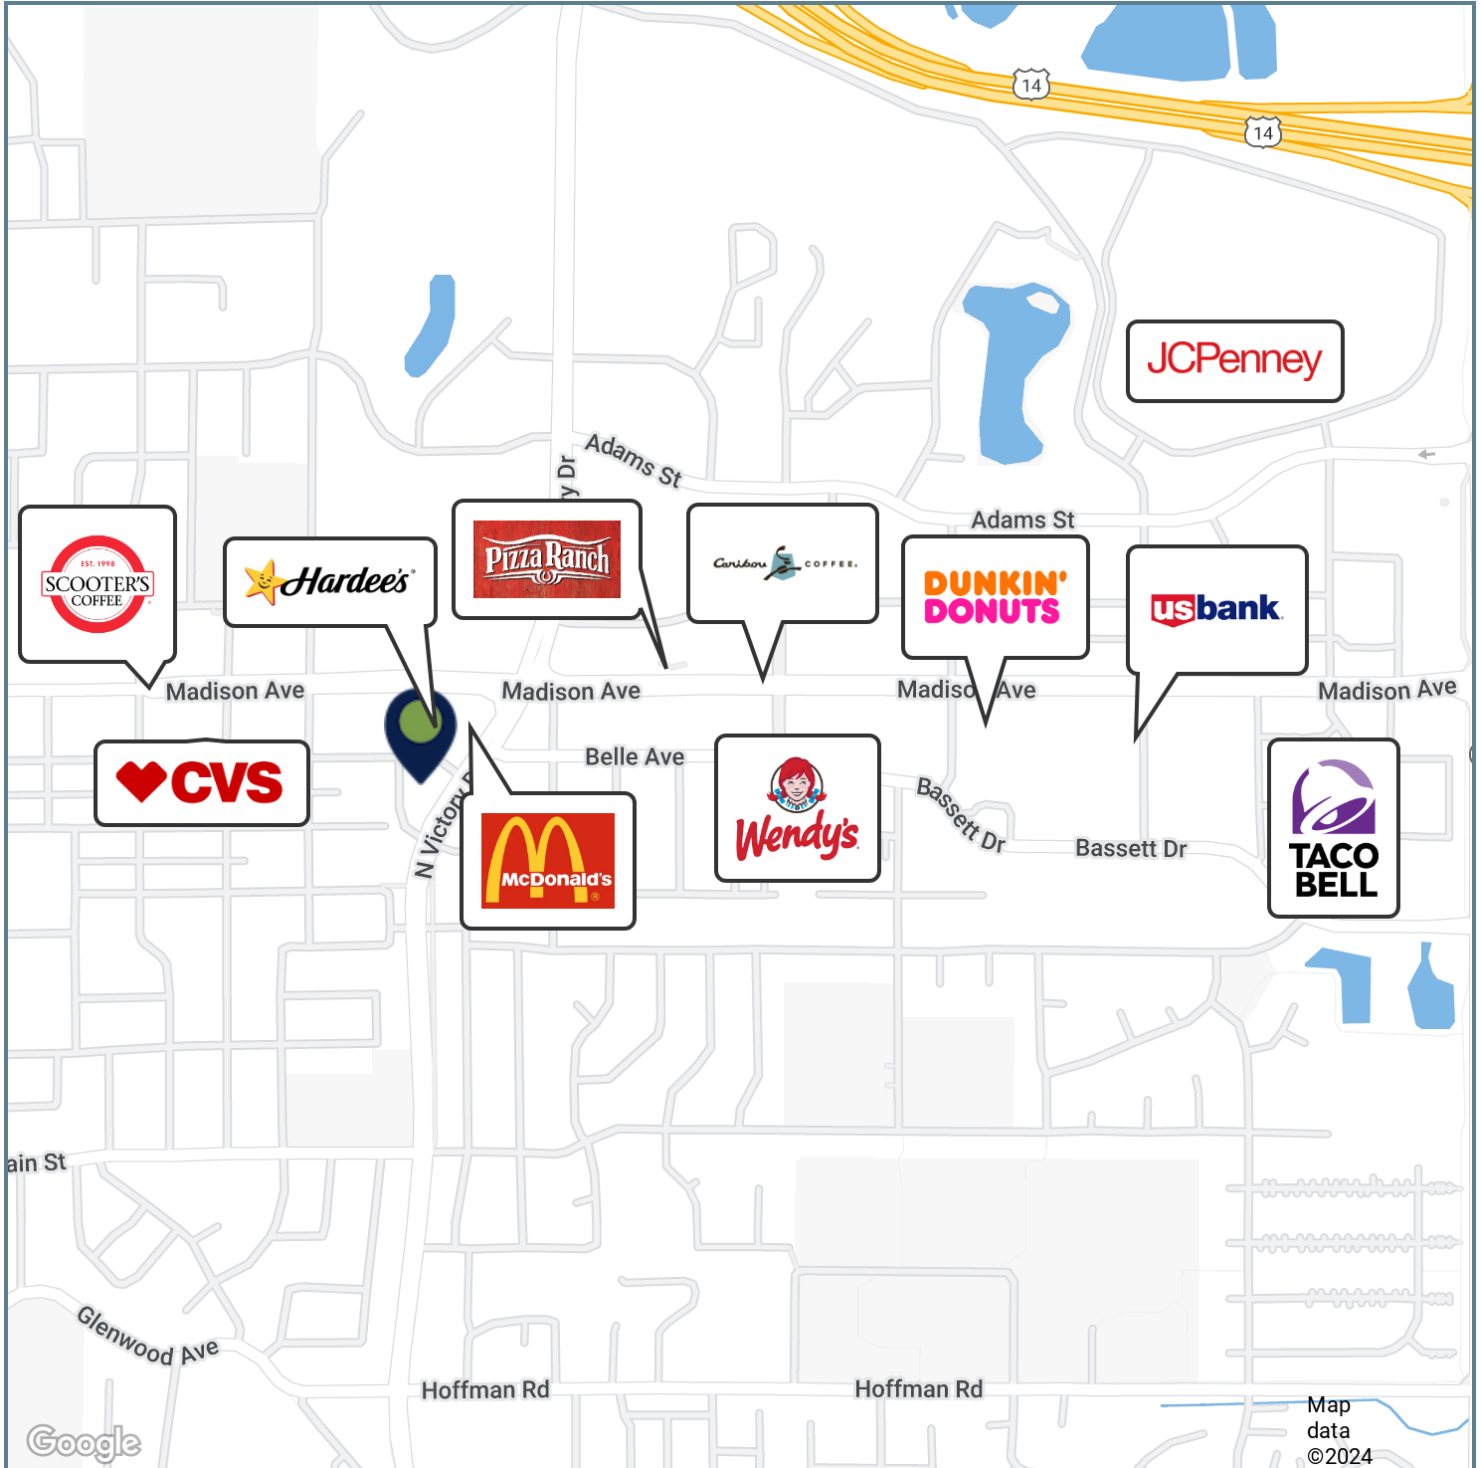 14
14
JCPenney
Adams St
y Dr
Adams St
EST. 1998
SCOOTER'S
COFFEE
Hardee's
Pizza Ranch
Caribou COFFEE
DUNKIN'
DONUTS
usbank
Madison Ave
Madison Ave
Madiso Ave
Madison Ave
CVS
Belle Ave
N Victory D
McDonald's
Wendy's
Bassett Dr
Bassett Dr
TACO
BELL
ain St
Glenwood Ave
Hoffman Rd
Hoffman Rd
Google
Map
data
©2024